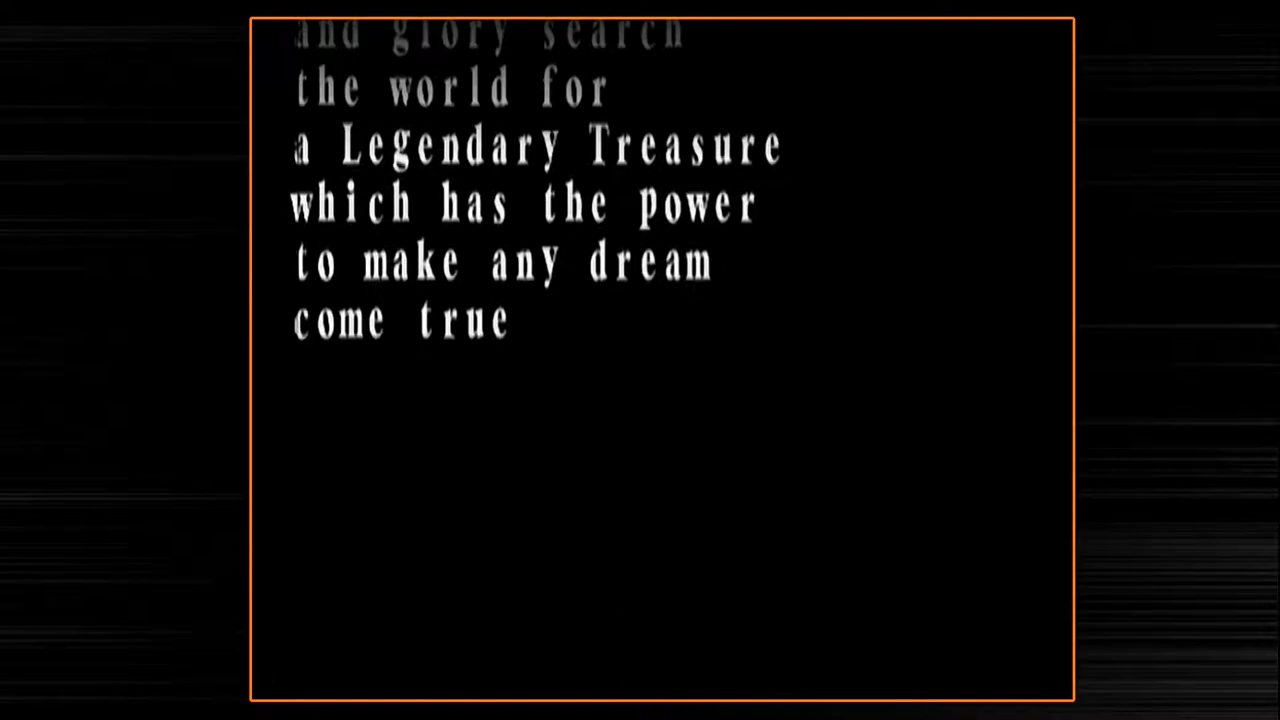 and glory search
the world for
a Legendary Treasure
which has the power
to make any dream
come true